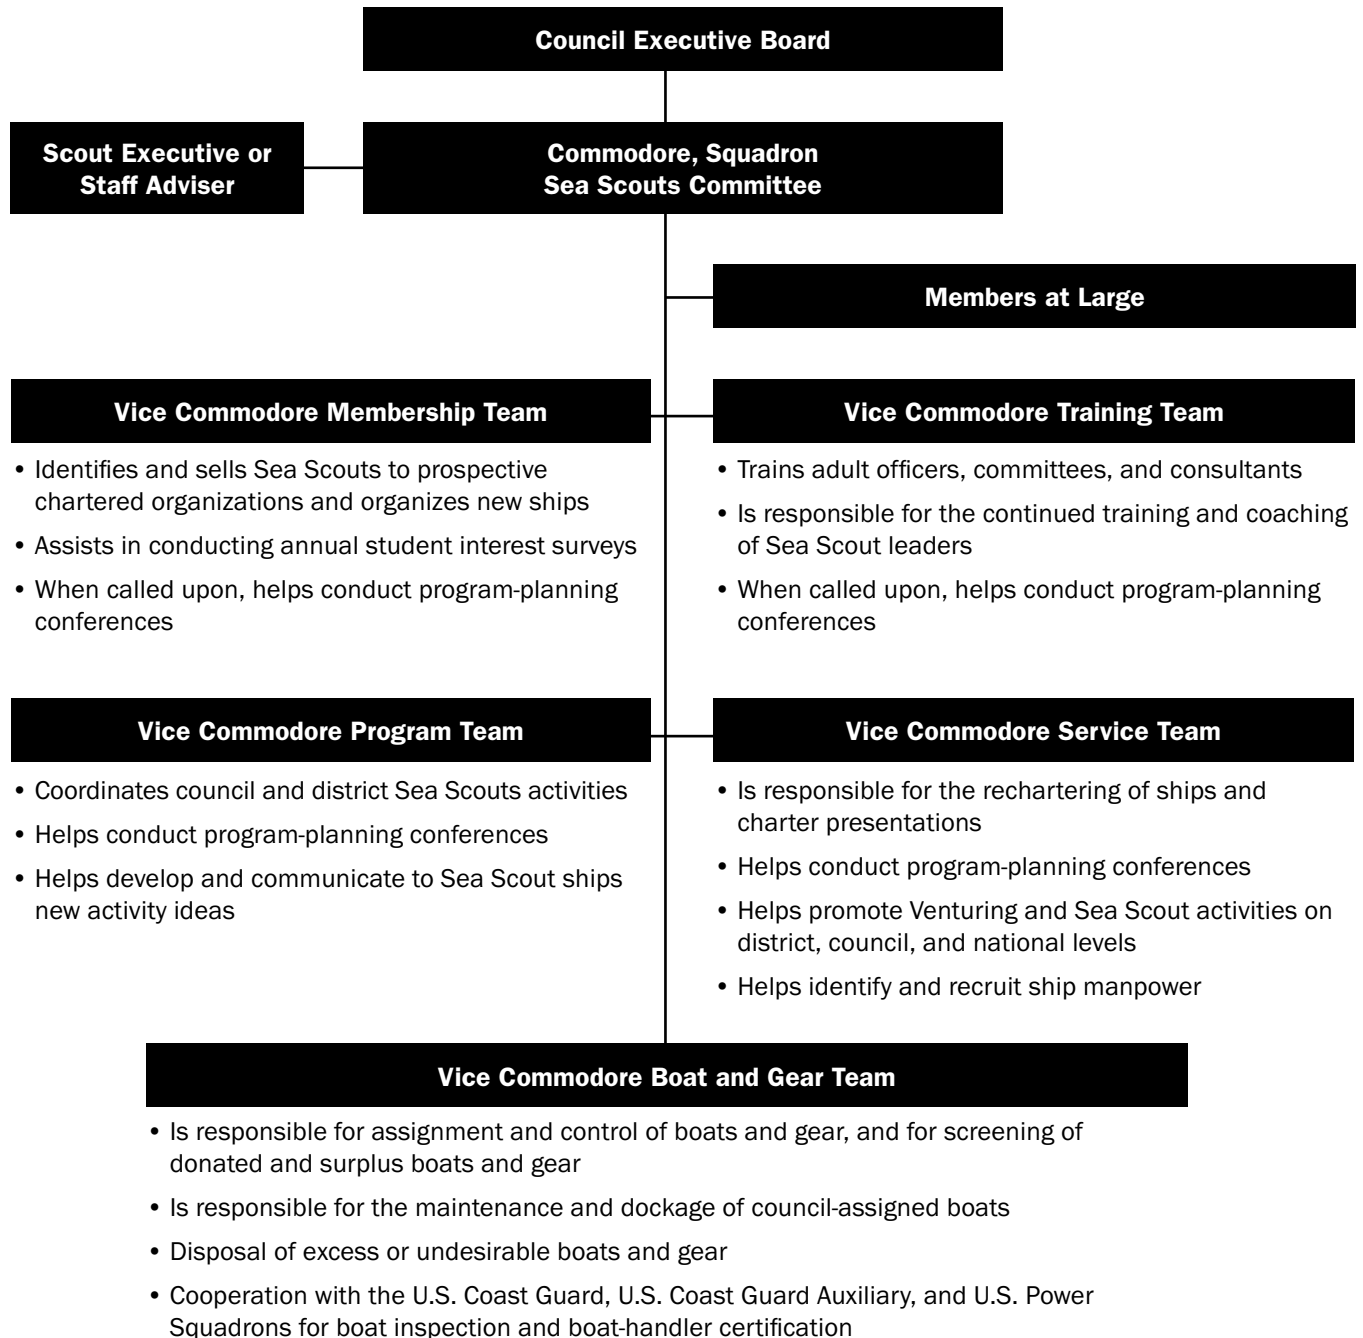 Council Executive Board
Scout Executive or
Staff Adviser
Commodore, Squadron
Sea Scouts Committee
Members at Large
Vice Commodore Membership Team
• Identifies and sells Sea Scouts to prospective
chartered organizations and organizes new ships
• Assists in conducting annual student interest surveys
• When called upon, helps conduct program-planning
conferences
Vice Commodore Training Team
• Trains adult officers, committees, and consultants
• Is responsible for the continued training and coaching
of Sea Scout leaders
• When called upon, helps conduct program-planning
conferences
Vice Commodore Program Team
• Coordinates council and district Sea Scouts activities
• Helps conduct program-planning conferences
• Helps develop and communicate to Sea Scout ships
new activity ideas
Vice Commodore Service Team
• Is responsible for the rechartering of ships and
charter presentations
• Helps conduct program-planning conferences
• Helps promote Venturing and Sea Scout activities on
district, council, and national levels
• Helps identify and recruit ship manpower
Vice Commodore Boat and Gear Team
• Is responsible for assignment and control of boats and gear, and for screening of
donated and surplus boats and gear
• Is responsible for the maintenance and dockage of council-assigned boats
• Disposal of excess or undesirable boats and gear
• Cooperation with the U.S. Coast Guard, U.S. Coast Guard Auxiliary, and U.S. Power
Squadrons for boat inspection and boat-handler certification